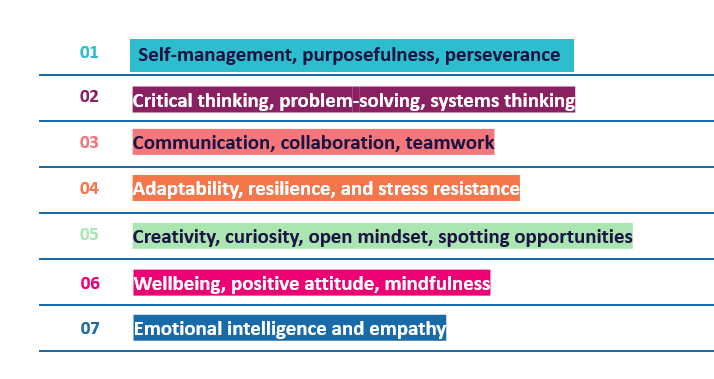 01 Self-management, purposefulness, perseverance
02 Critical thinking, problem-solving, systems thinking
03 Communication, collaboration, teamwork
04 Adaptability, resilience, and stress resistance
05 Creativity, curiosity, open mindset, spotting opportunities
06 Wellbeing, positive attitude, mindfulness
07 Emotional intelligence and empathy